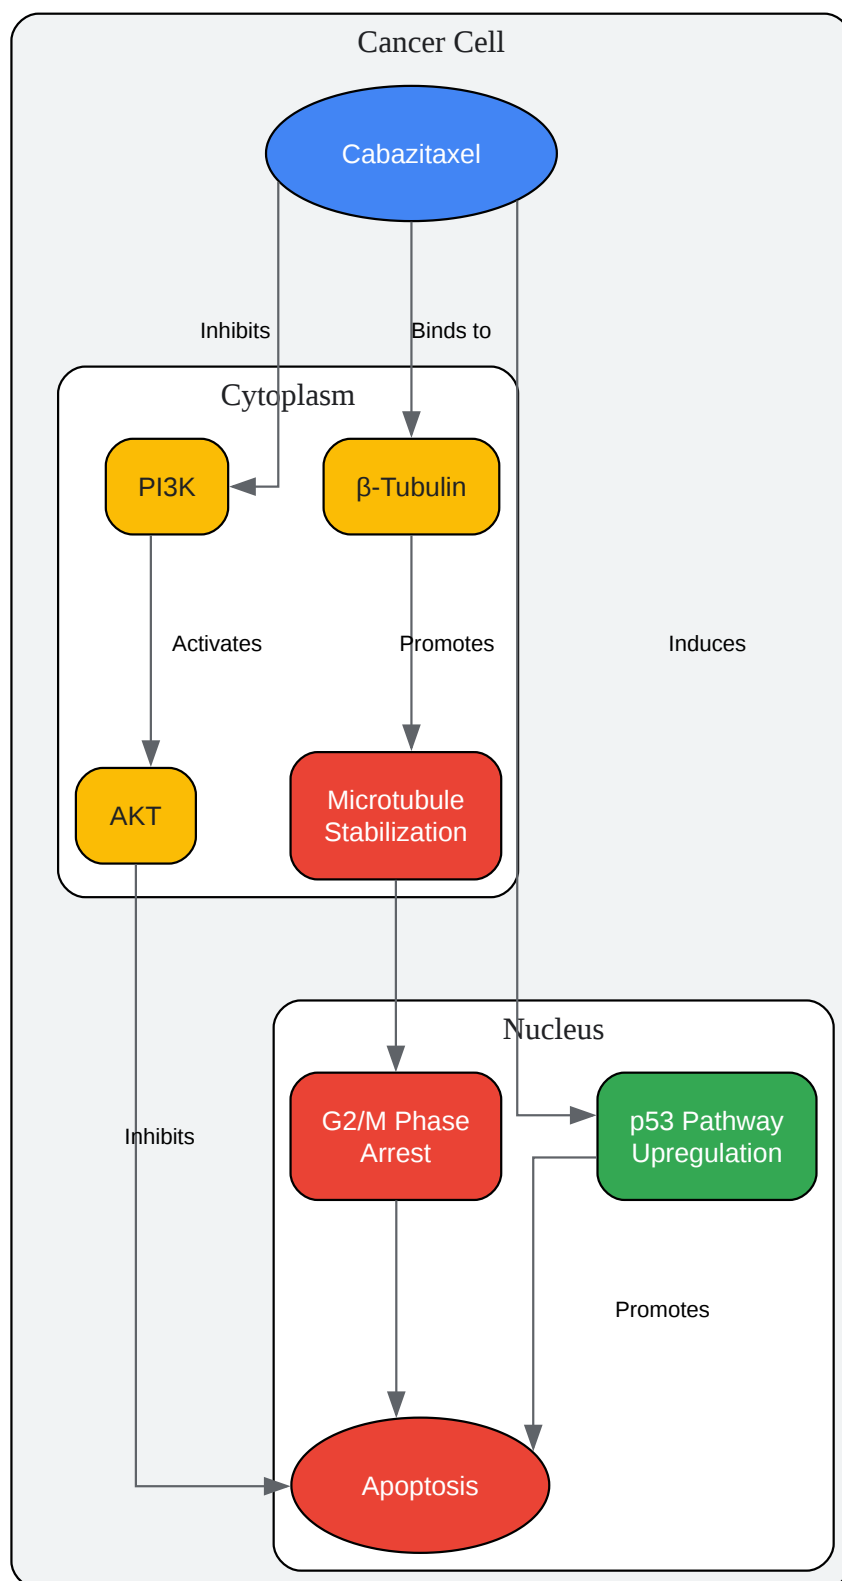 Cancer Cell
Cabazitaxel
Inhibits
Binds to
Cytoplasm
PI3K
β-Tubulin
Activates
Promotes
Induces
AKT
Microtubule
Stabilization
Nucleus
G2/M Phase
Arrest
p53 Pathway
Upregulation
Inhibits
Promotes
Apoptosis